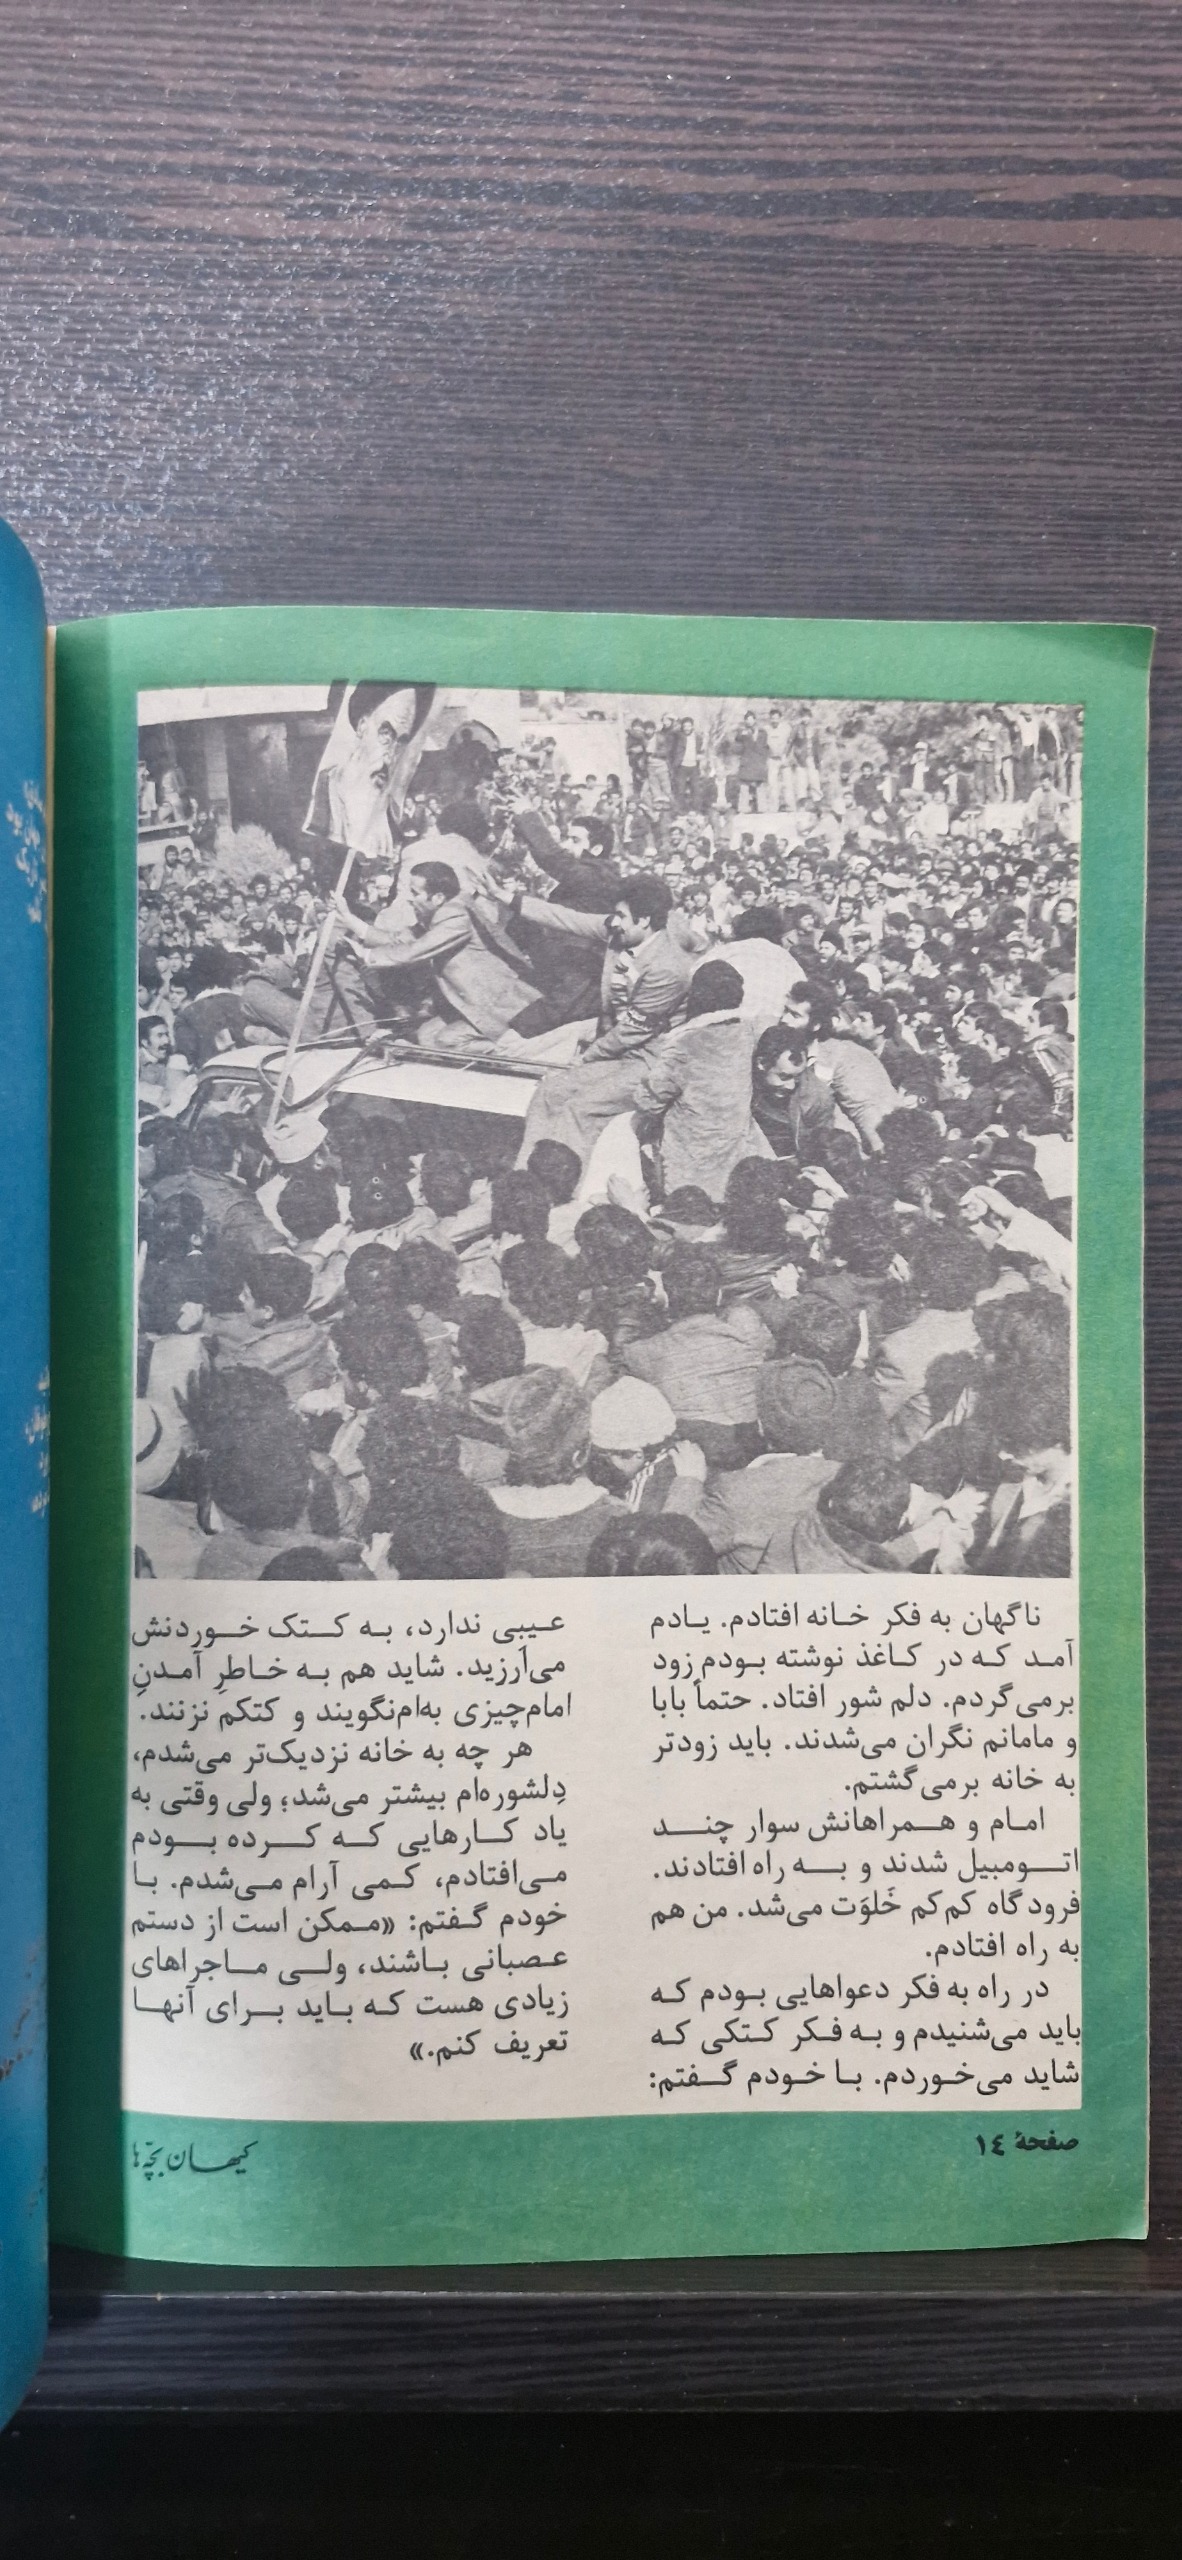 ناگهان به فکر خانه افتادم. یادم
آمد که در کاغذ نوشته بودم زود
برمی‌گردم. دلم شور افتاد. حتماً بابا
و مامانم نگران می‌شدند. باید زودتر
به خانه برمی‌گشتم.
امام و همراهانش سوار چند
اتومبیل شدند و به راه افتادند.
فرودگاه کم‌کم خَلوَت می‌شد. من هم
به راه افتادم.
در راه به فکر دعواهایی بودم که
باید می‌شنیدم و به فکر کتکی که
شاید می‌خوردم. با خودم گفتم:
عیبی ندارد، به کتک خوردنش
می‌اَرزید. شاید هم به خاطرِ آمدنِ
امام‌چیزی به‌ام‌نگویند و کتکم نزنند.
هر چه به خانه نزدیک‌تر می‌شدم،
دِلشوره‌ام بیشتر می‌شد؛ ولی وقتی به
یاد کارهایی که کرده بودم
می‌افتادم، کمی آرام می‌شدم. با
خودم گفتم: «ممکن است از دستم
عصبانی باشند، ولی ماجراهای
زیادی هست که باید برای آنها
تعریف کنم.»
صفحهٔ ١٤
کیهان بچّه‌ها